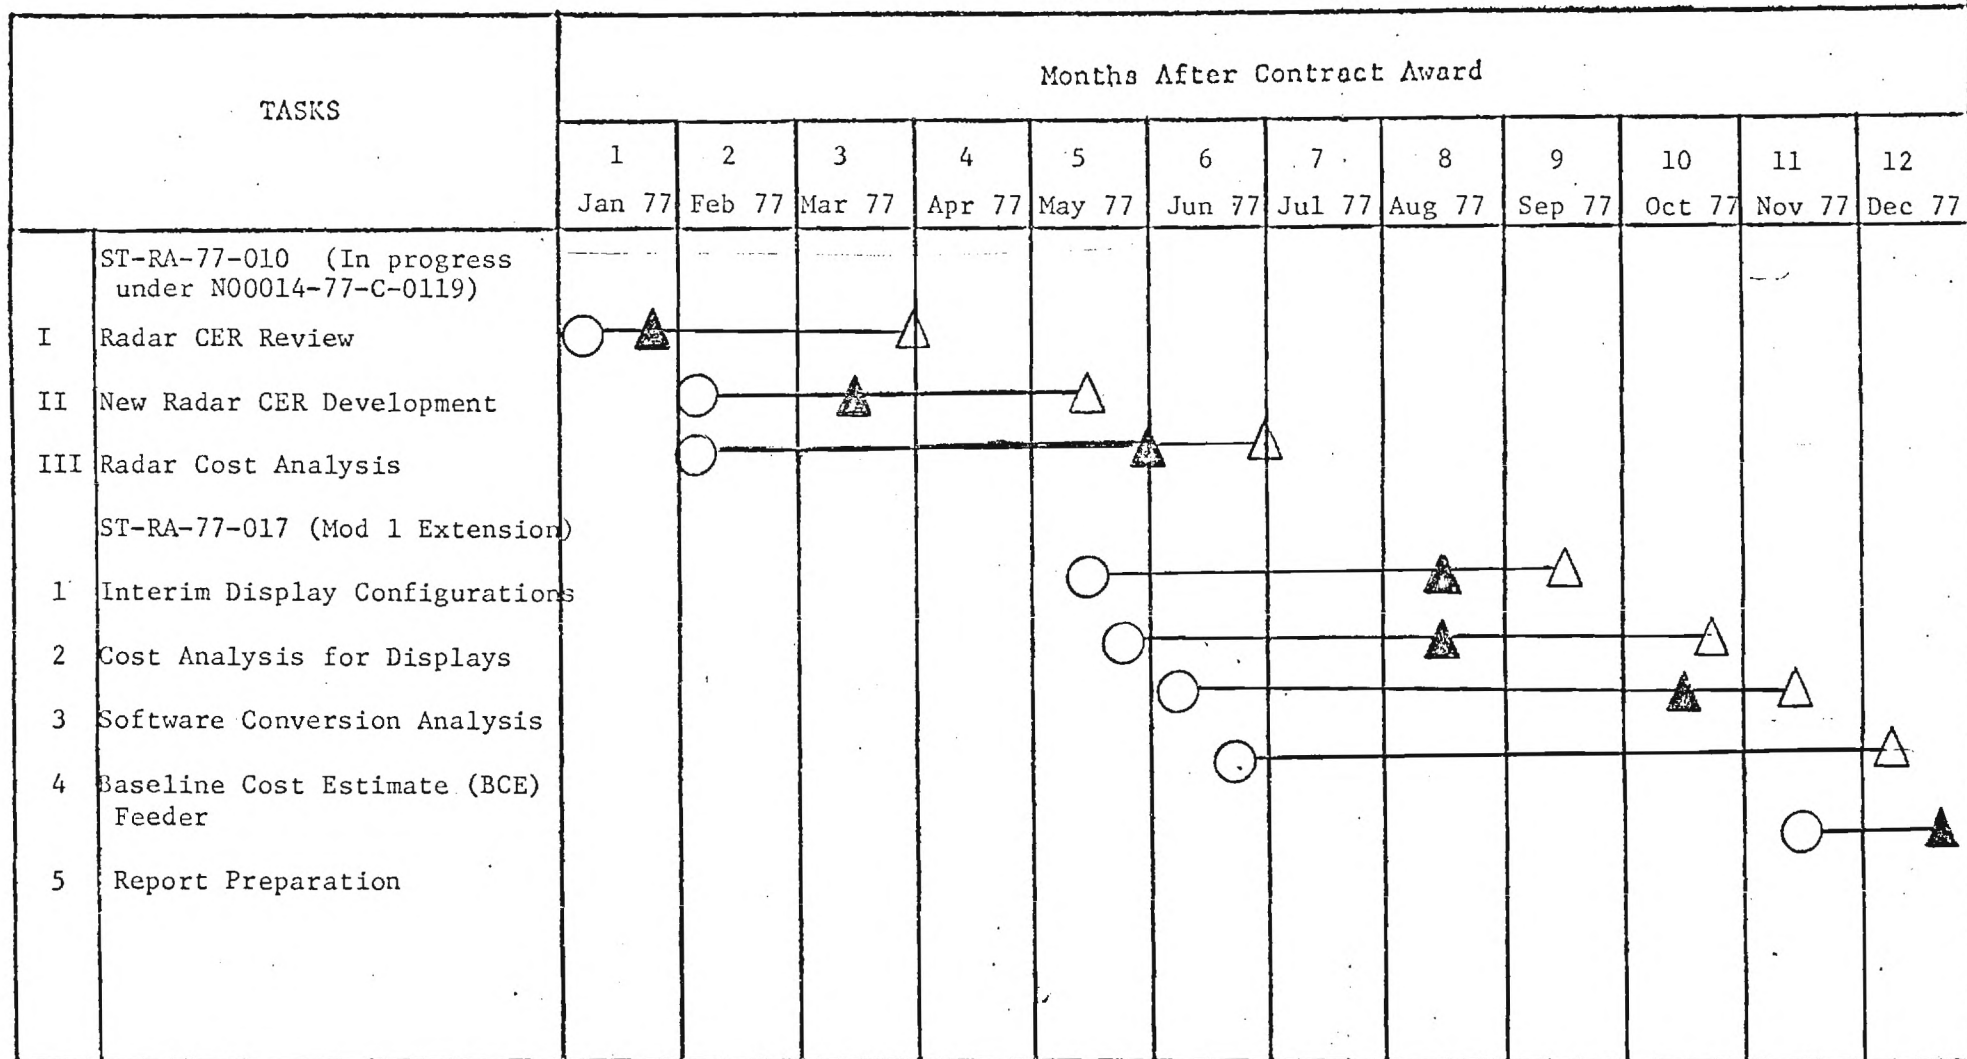 TASKS
Months After Contract Award
1 2 3 4 5 6 7 8 9 10 11 12
Jan 77 Feb 77 Mar 77 Apr 77 May 77 Jun 77 Jul 77 Aug 77 Sep 77 Oct 77 Nov 77 Dec 77
ST-RA-77-010 (In progress
under N00014-77-C-0119)
I Radar CER Review
II New Radar CER Development
III Radar Cost Analysis
ST-RA-77-017 (Mod 1 Extension)
1 Interim Display Configurations
2 Cost Analysis for Displays
3 Software Conversion Analysis
4 Baseline Cost Estimate (BCE)
Feeder
5 Report Preparation